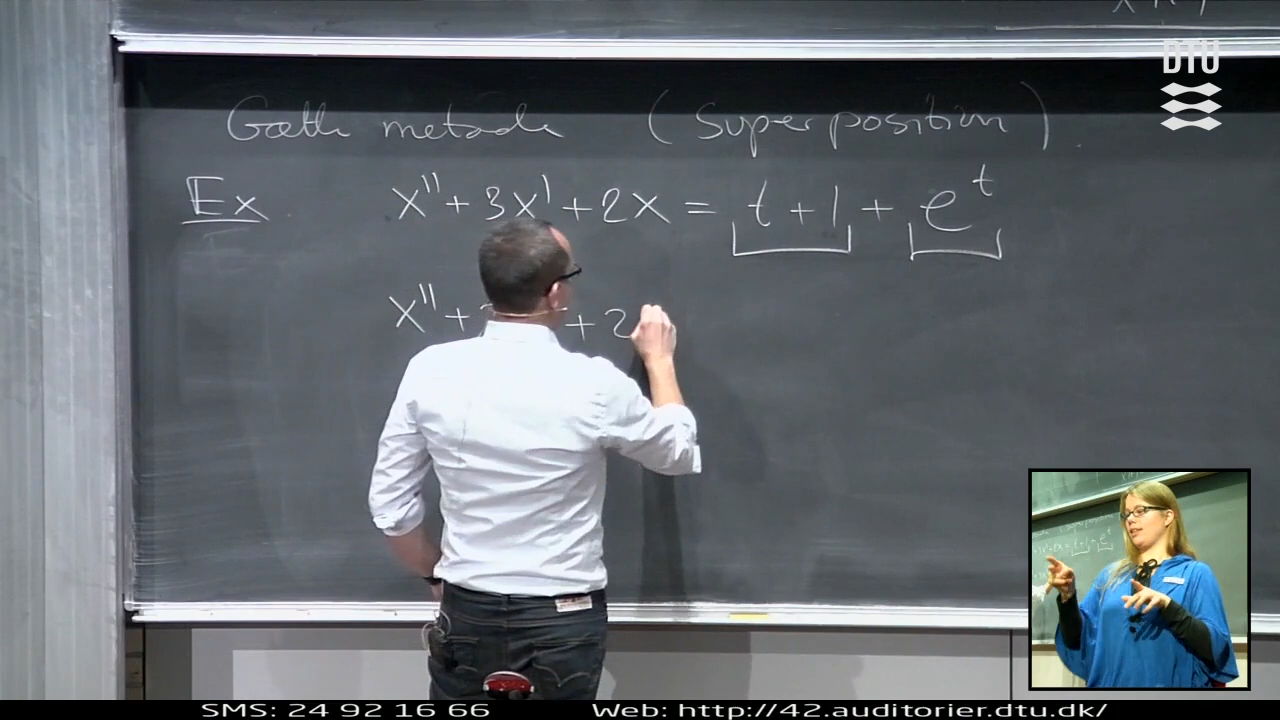 DTU
Gætte metode (Superposition).
Ex x'' + 3x' + 2x = t + 1 + e^t
x'' + + 2
SMS: 24 92 16 66 Web: http://42.auditorier.dtu.dk/